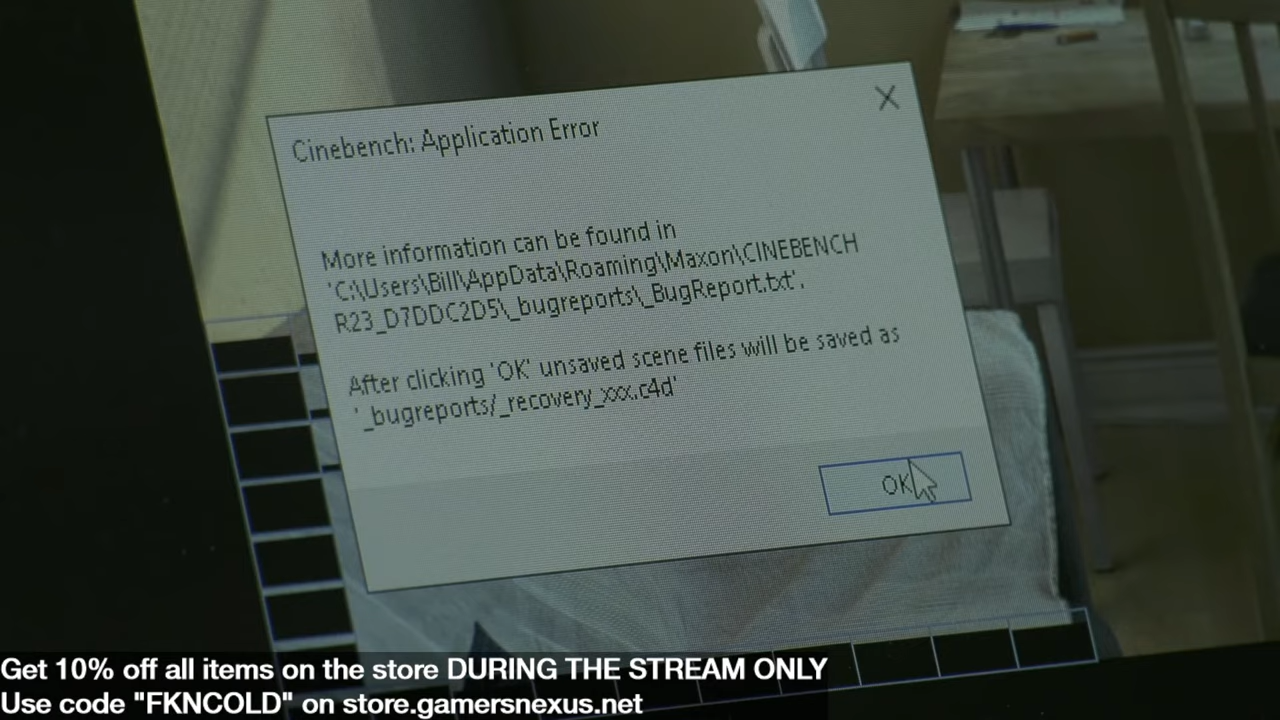 Cinebench: Application Error
More information can be found in
'C:\Users\Bill\AppData\Roaming\Maxon\CINEBENCH
R23_D7DDC2D5\_bugreports\_BugReport.txt'.
After clicking 'OK' unsaved scene files will be saved as
'_bugreports/_recovery_xxx.c4d'
OK
Get 10% off all items on the store DURING THE STREAM ONLY
Use code "FKNCOLD" on store.gamersnexus.net